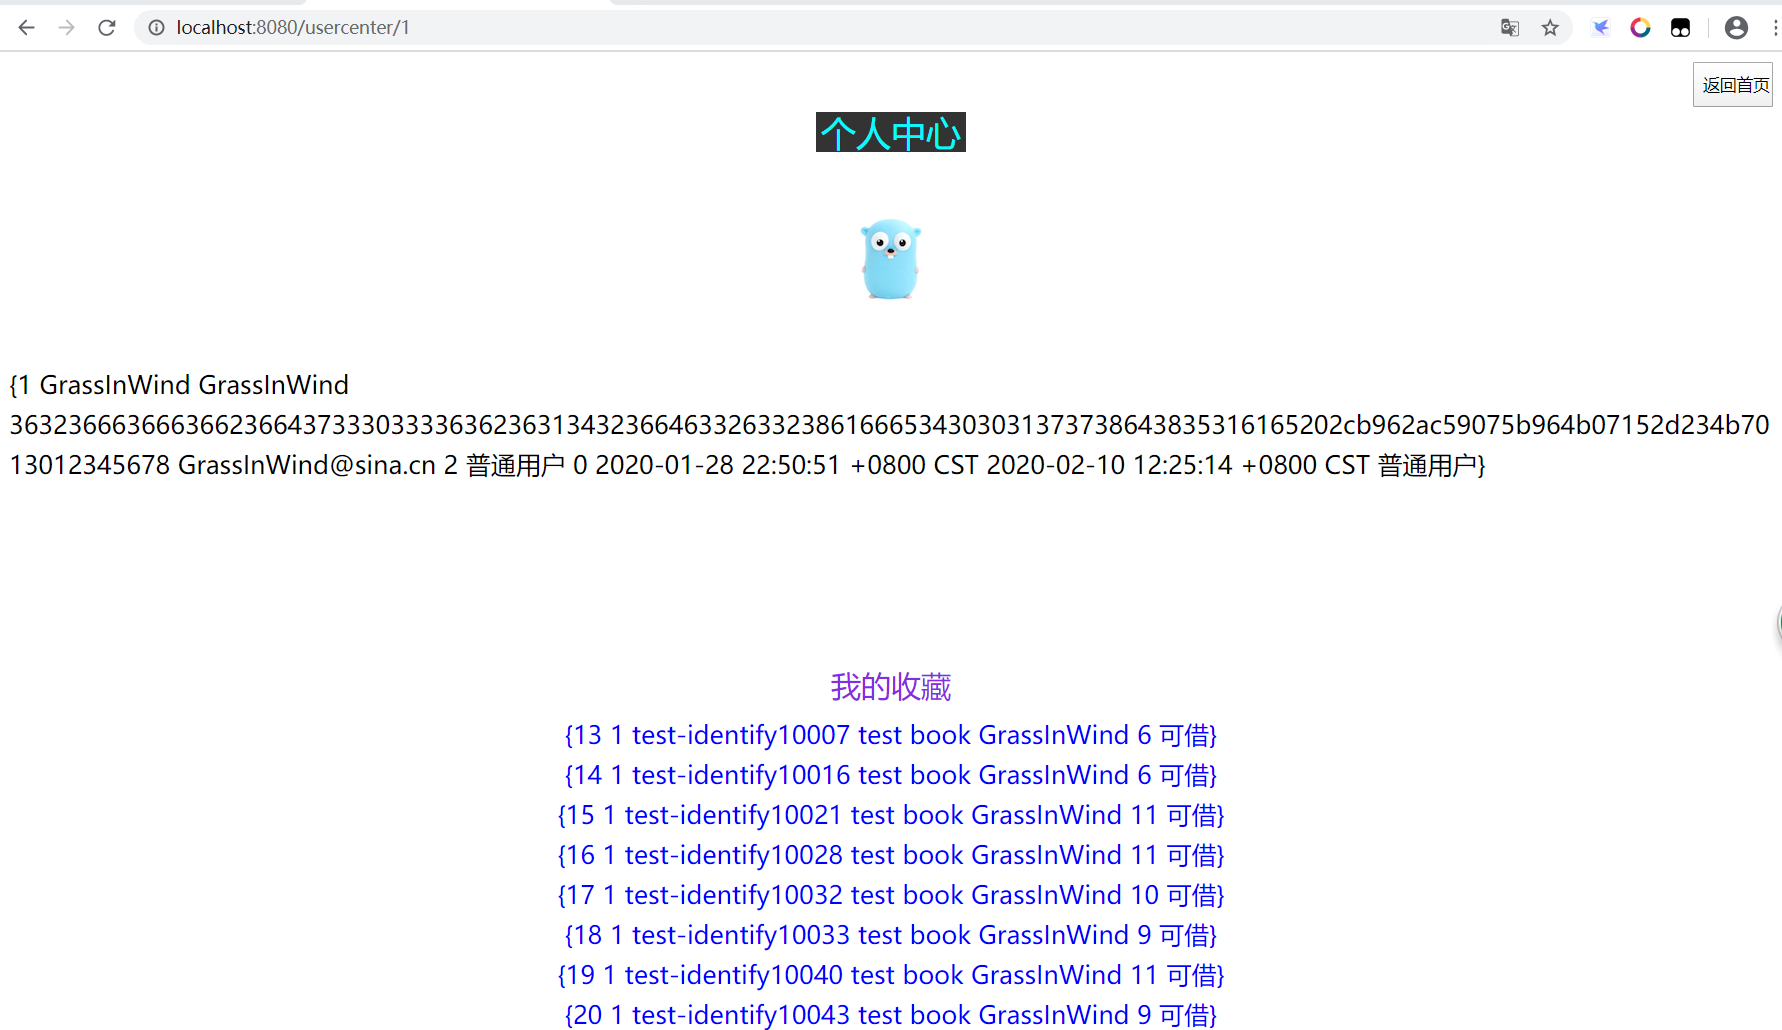 localhost:8080/usercenter/1
返回首页
个人中心
{1 GrassInWind GrassInWind
36323666366636623664373330333363623631343236646332633238616665343030313737386438353161652​02cb962ac59075b964b07152d234b70
13012345678 GrassInWind@sina.cn 2 普通用户 0 2020-01-28 22:50:51 +0800 CST 2020-02-10 12:25:14 +0800 CST 普通用户}
我的收藏
{13 1 test-identify10007 test book GrassInWind 6 可借}
{14 1 test-identify10016 test book GrassInWind 6 可借}
{15 1 test-identify10021 test book GrassInWind 11 可借}
{16 1 test-identify10028 test book GrassInWind 11 可借}
{17 1 test-identify10032 test book GrassInWind 10 可借}
{18 1 test-identify10033 test book GrassInWind 9 可借}
{19 1 test-identify10040 test book GrassInWind 11 可借}
{20 1 test-identify10043 test book GrassInWind 9 可借}